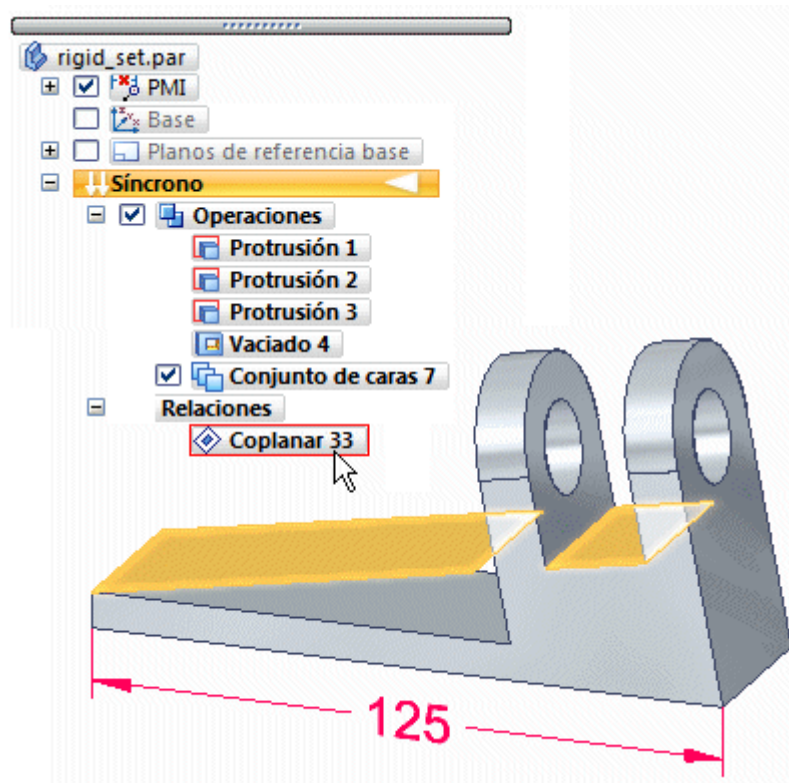 rigid_set.par
PMI
Base
Planos de referencia base
Síncrono
Operaciones
Protrusión 1
Protrusión 2
Protrusión 3
Vaciado 4
Conjunto de caras 7
Relaciones
Coplanar 33
125